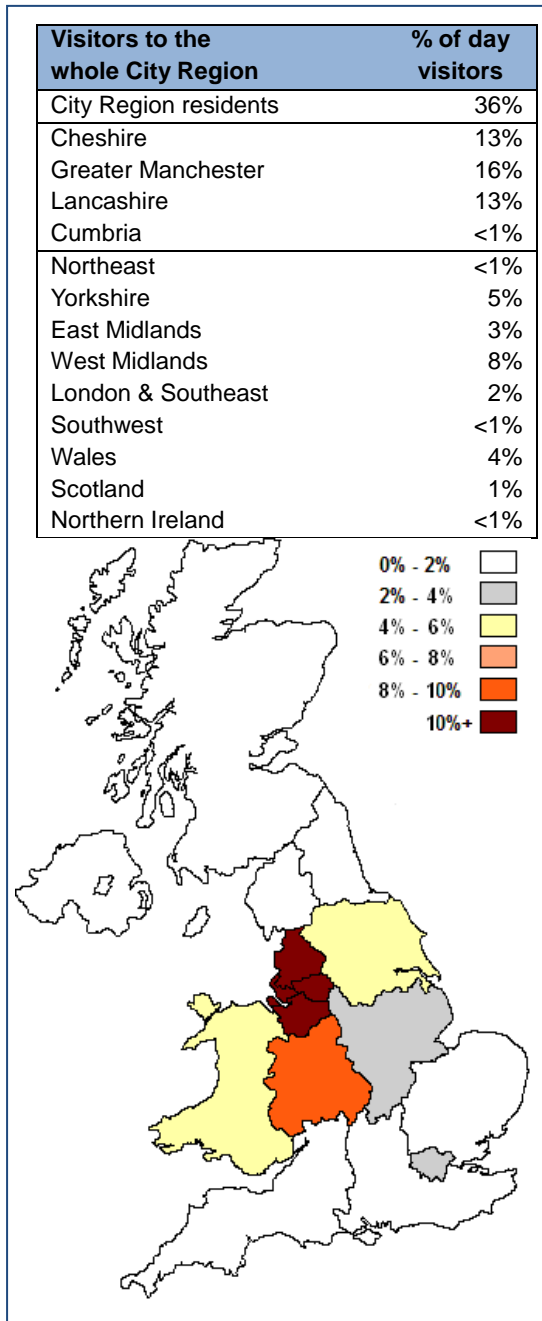 Visitors to the % of day
whole City Region visitors
City Region residents 36%
Cheshire 13%
Greater Manchester 16%
Lancashire 13%
Cumbria <1%
Northeast <1%
Yorkshire 5%
East Midlands 3%
West Midlands 8%
London & Southeast 2%
Southwest <1%
Wales 4%
Scotland 1%
Northern Ireland <1%
0% - 2%
2% - 4%
4% - 6%
6% - 8%
8% - 10%
10%+